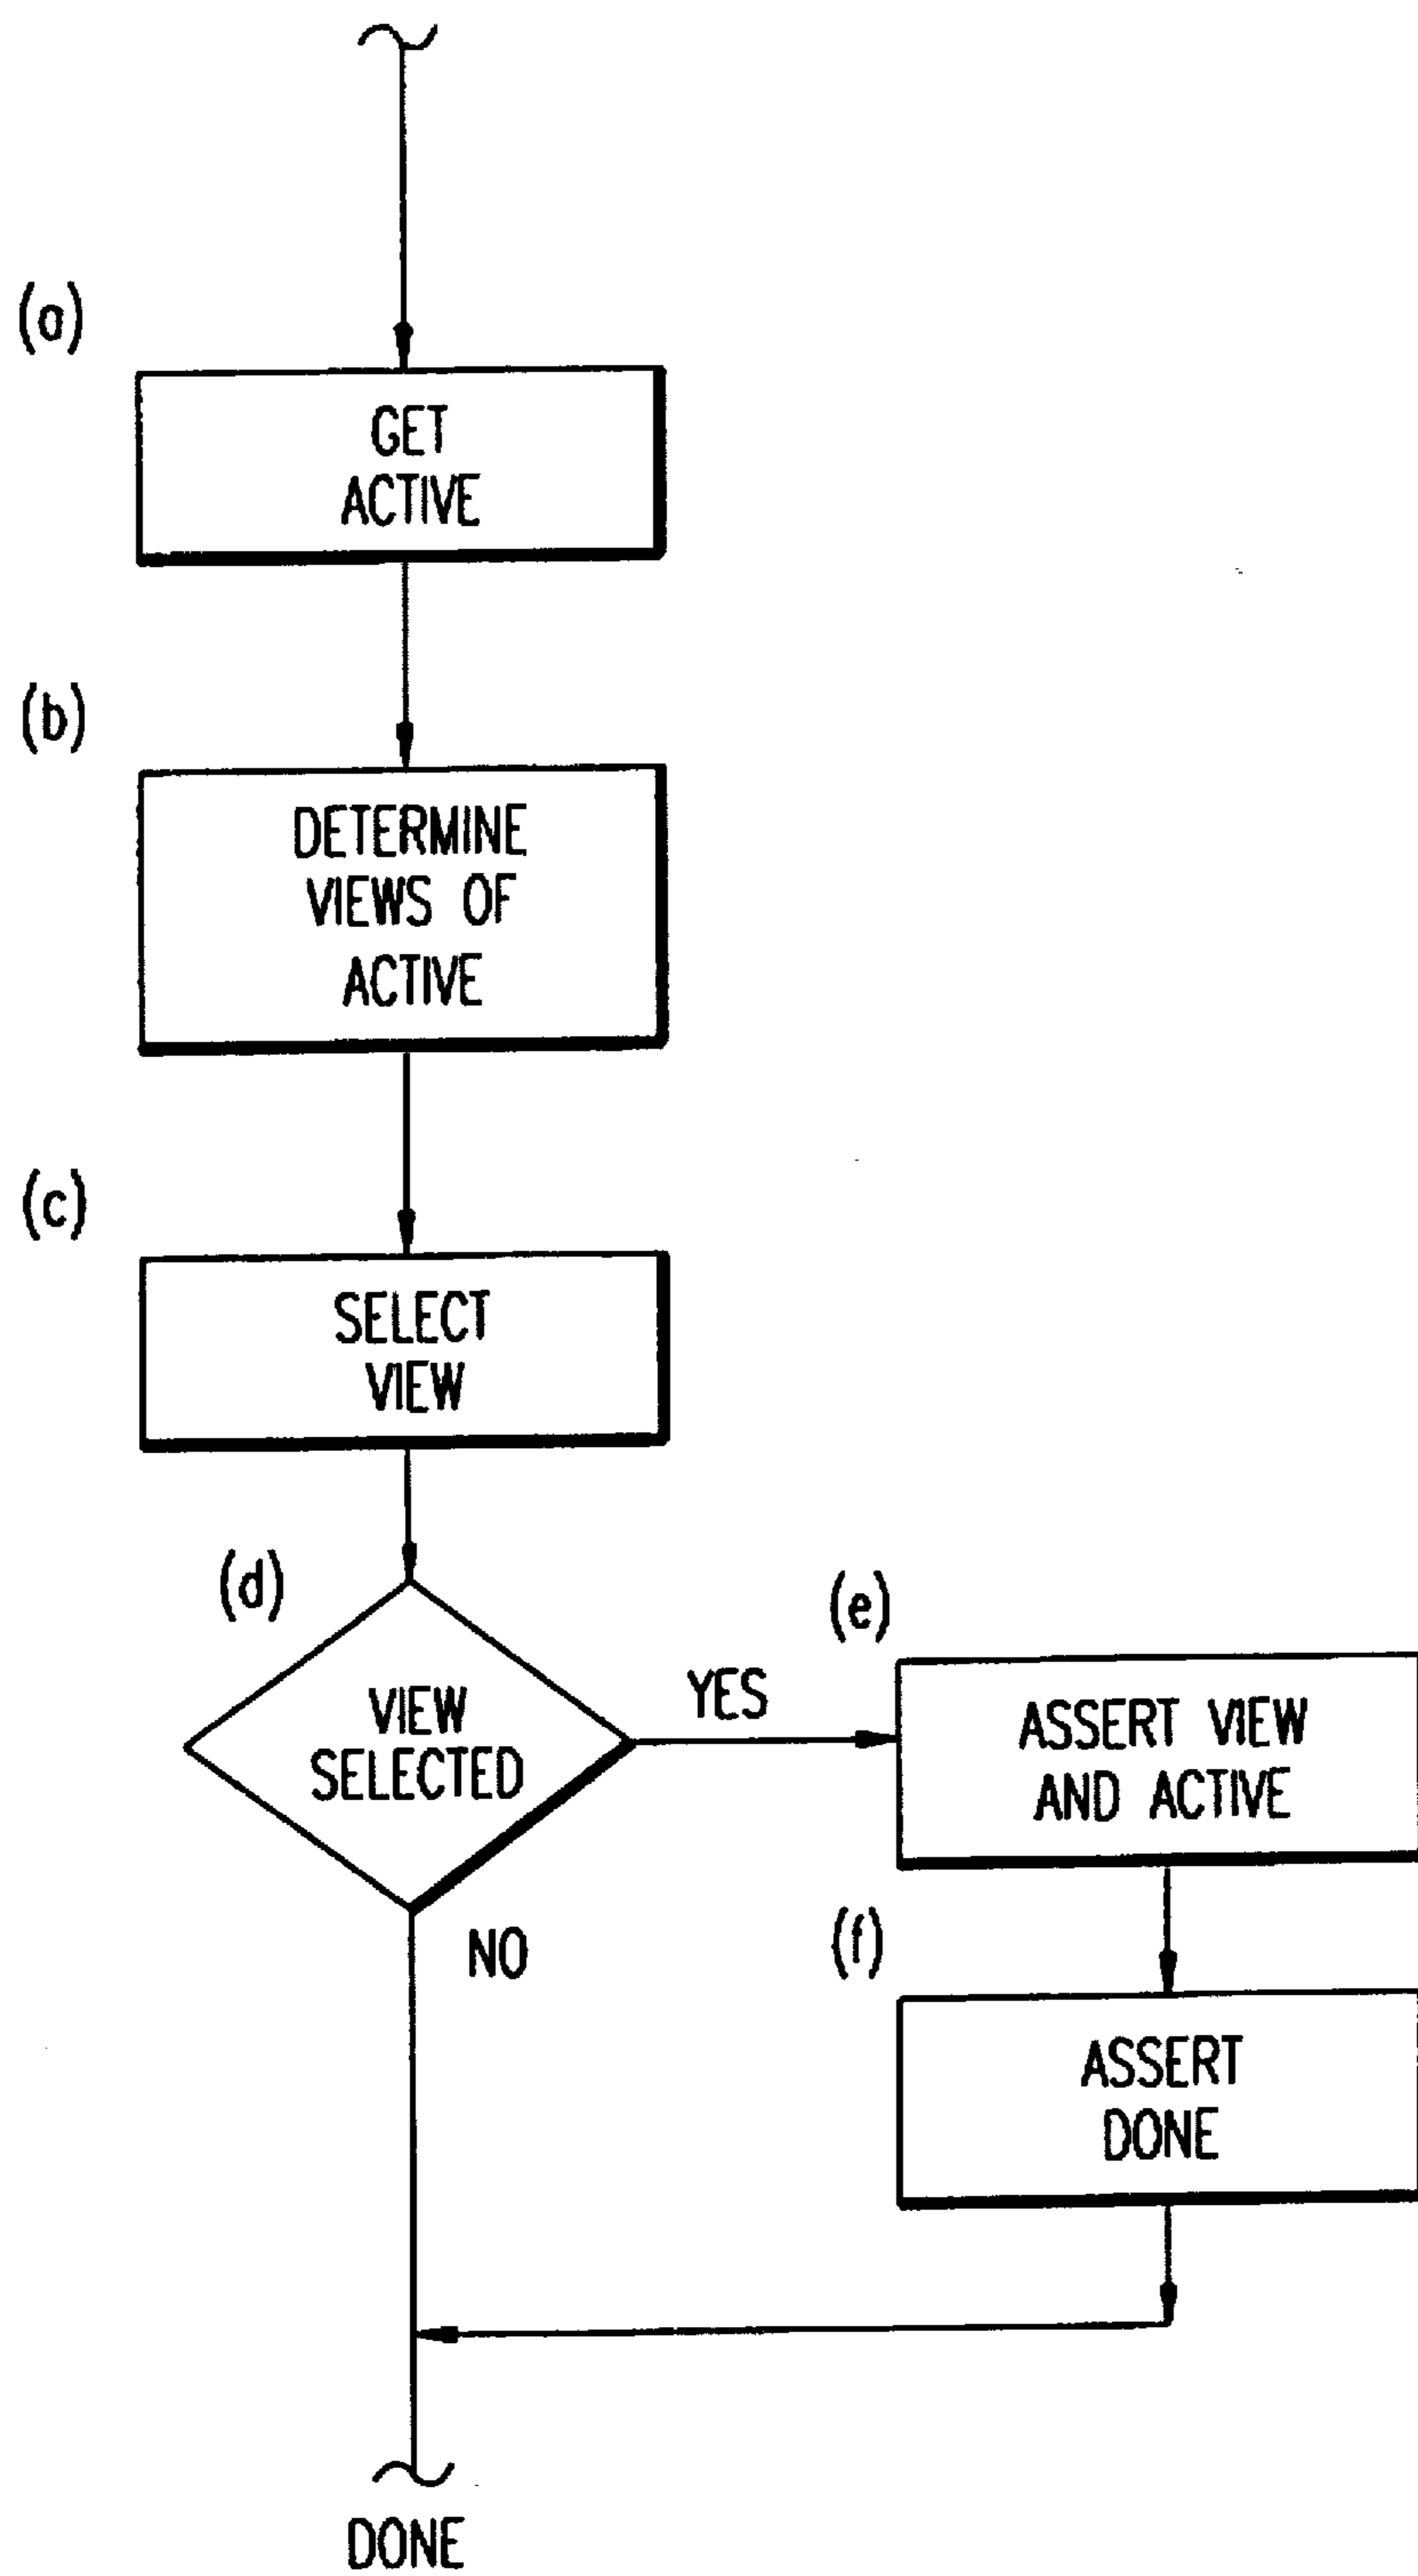 (a)
GET
ACTIVE
(b)
DETERMINE
VIEWS OF
ACTIVE
(c)
SELECT
VIEW
(d)
VIEW
SELECTED
YES
NO
(e)
ASSERT VIEW
AND ACTIVE
(f)
ASSERT
DONE
DONE